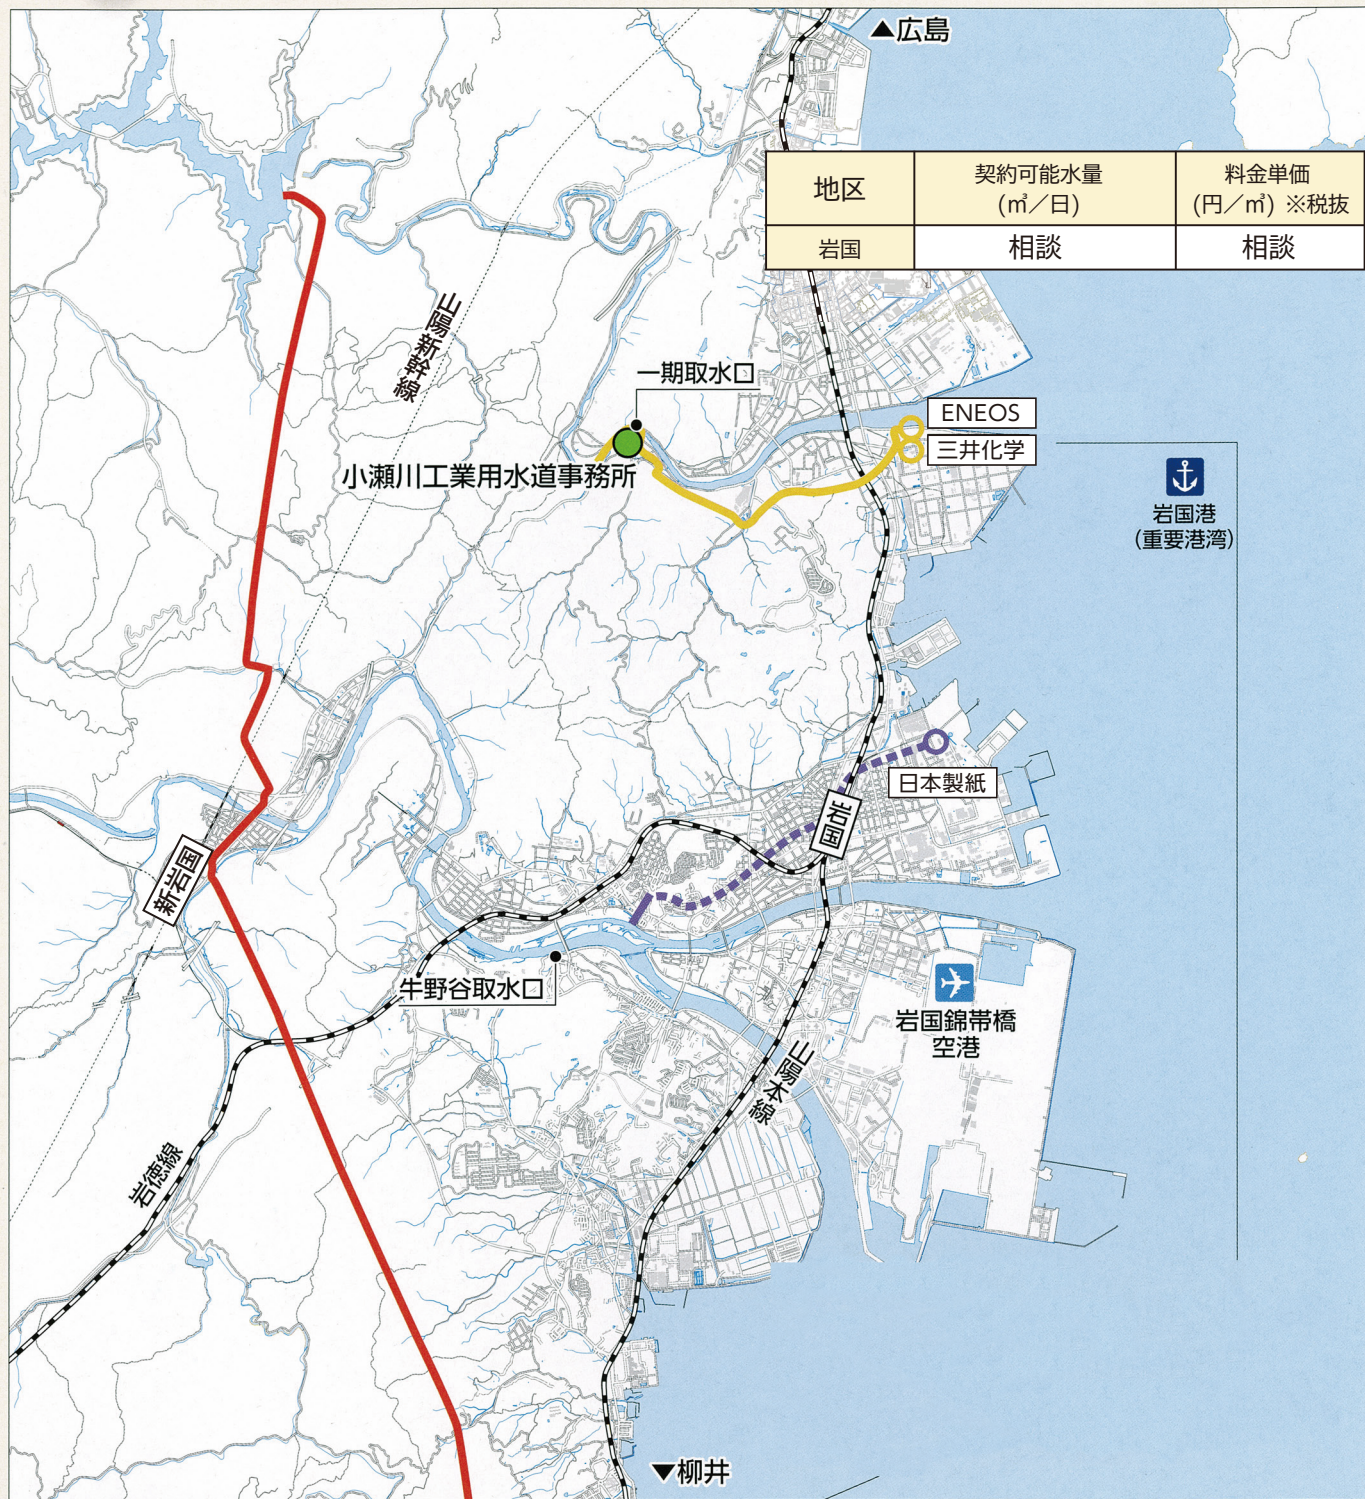 ▲広島
地区
契約可能水量
(㎥／日)
料金単価
(円／㎥) ※税抜
岩国
相談
相談
山陽新幹線
一期取水口
ENEOS
三井化学
小瀬川工業用水道事務所
岩国港
(重要港湾)
日本製紙
岩国
新岩国
牛野谷取水口
岩国錦帯橋
空港
山陽本線
岩徳線
▼柳井